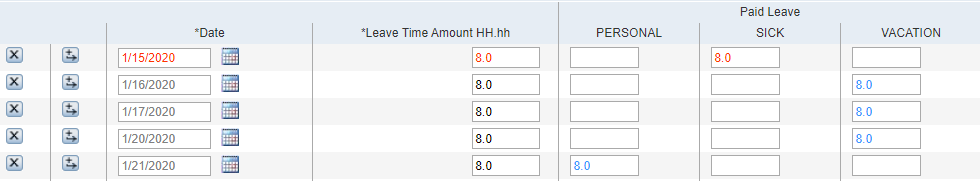 Paid Leave
*Date *Leave Time Amount HH.hh PERSONAL SICK VACATION
1/15/2020 8.0 8.0
1/16/2020 8.0 8.0
1/17/2020 8.0 8.0
1/20/2020 8.0 8.0
1/21/2020 8.0 8.0